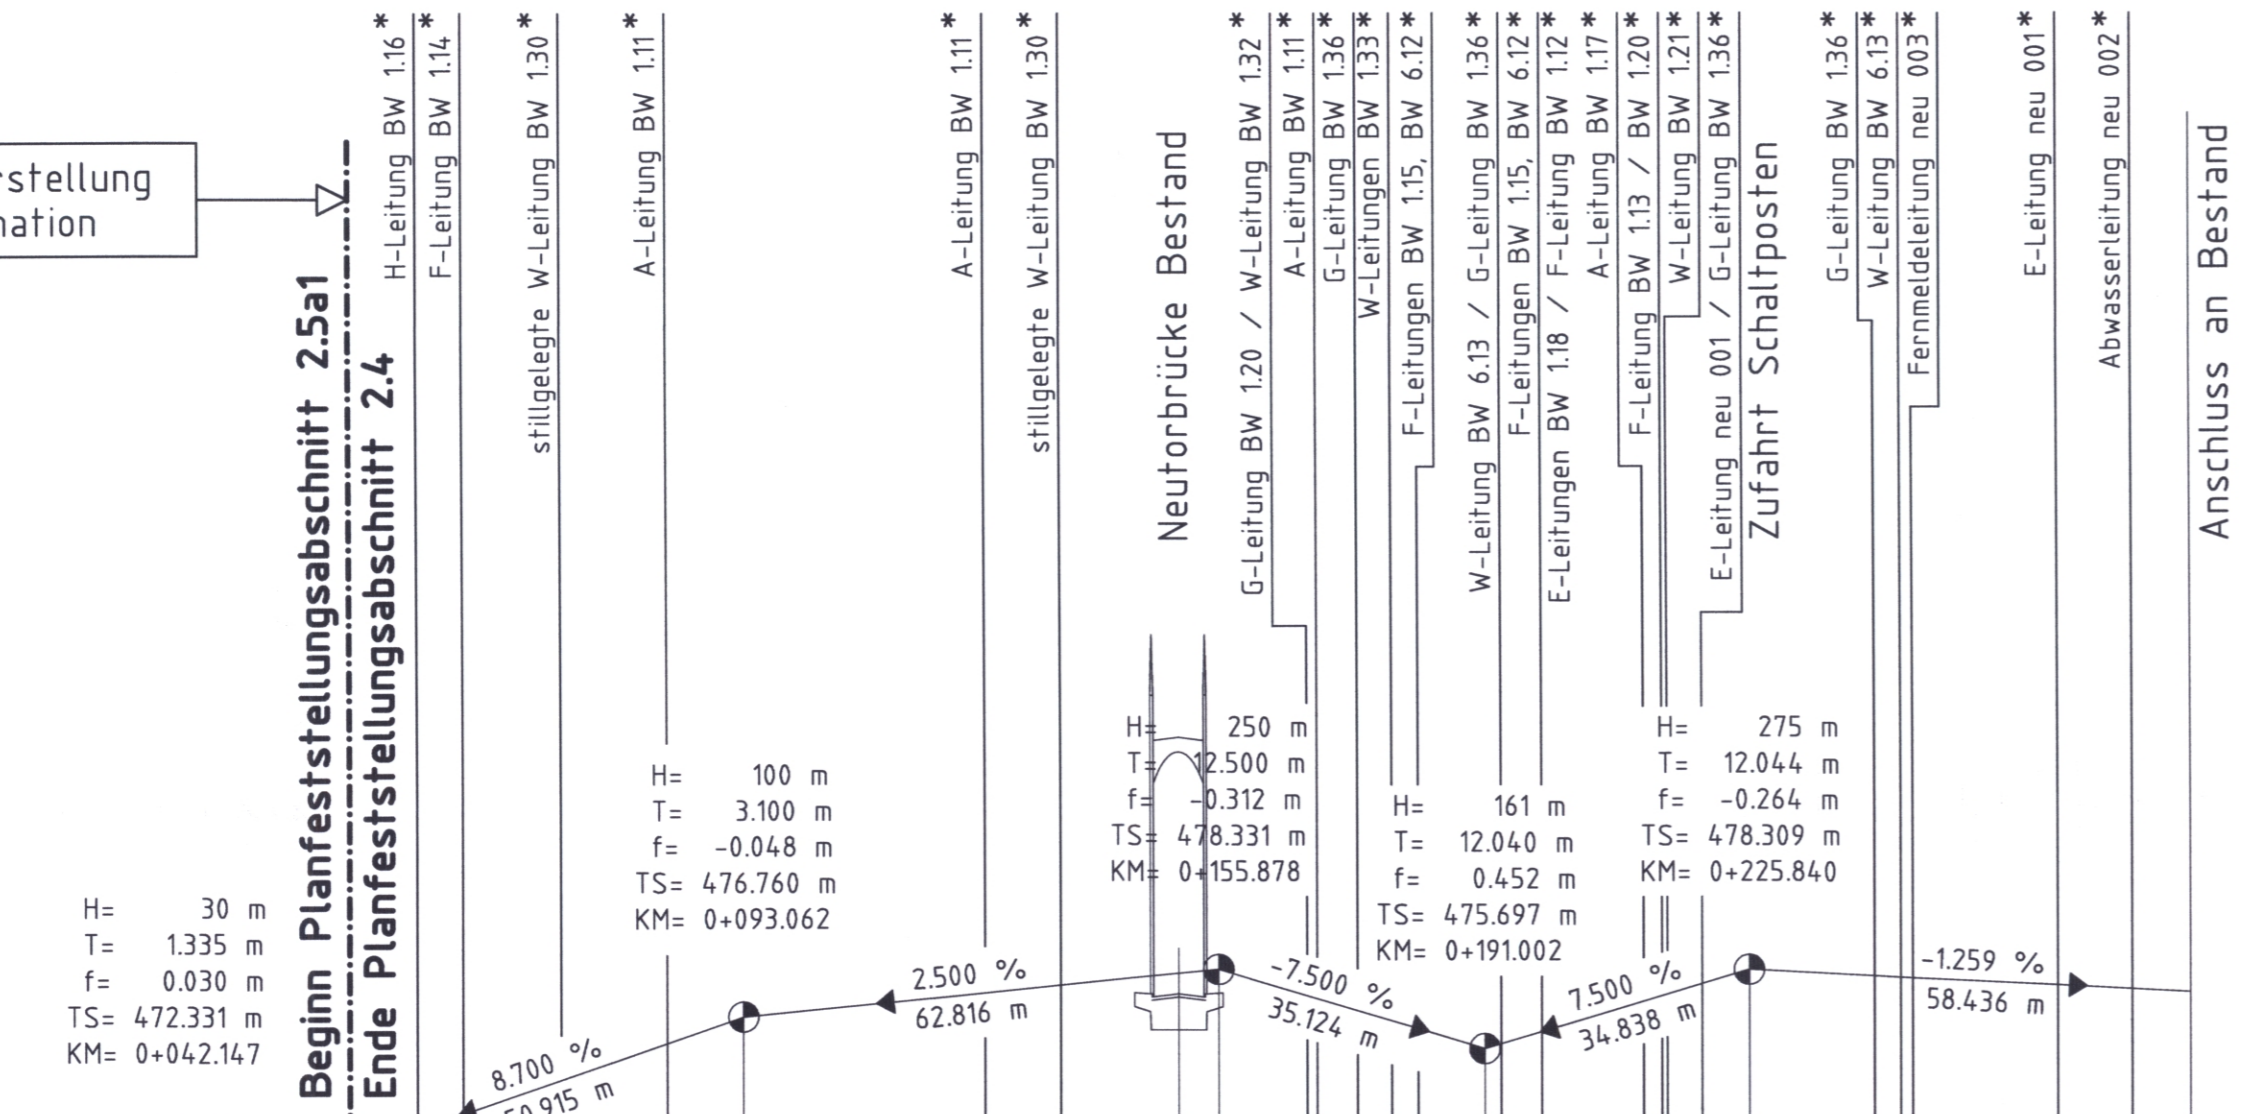 rstellung
nation
Beginn Planfeststellungsabschnitt 2.5a1
Ende Planfeststellungsabschnitt 2.4
H-Leitung BW 1.16*
F-Leitung BW 1.14*
stillgelegte W-Leitung BW 1.30*
A-Leitung BW 1.11*
A-Leitung BW 1.11*
stillgelegte W-Leitung BW 1.30*
Neutorbrücke Bestand
G-Leitung BW 1.20 / W-Leitung BW 1.32*
A-Leitung BW 1.11*
G-Leitung BW 1.36*
W-Leitungen BW 1.33*
F-Leitungen BW 1.15, BW 6.12*
W-Leitung BW 6.13 / G-Leitung BW 1.36*
F-Leitungen BW 1.15, BW 6.12*
E-Leitungen BW 1.18 / F-Leitung BW 1.12*
A-Leitung BW 1.17*
F-Leitung BW 1.13 / BW 1.20*
W-Leitung BW 1.21*
E-Leitung neu 001 / G-Leitung BW 1.36*
Zufahrt Schaltposten
G-Leitung BW 1.36*
W-Leitung BW 6.13*
Fernmeldeleitung neu 003*
E-Leitung neu 001*
Abwasserleitung neu 002*
Anschluss an Bestand
H= 30 m
T= 1.335 m
f= 0.030 m
TS= 472.331 m
KM= 0+042.147
8.700 %
50.915 m
H= 100 m
T= 3.100 m
f= -0.048 m
TS= 476.760 m
KM= 0+093.062
2.500 %
62.816 m
H= 250 m
T= 12.500 m
f= -0.312 m
TS= 478.331 m
KM= 0+155.878
-7.500 %
35.124 m
H= 161 m
T= 12.040 m
f= 0.452 m
TS= 475.697 m
KM= 0+191.002
7.500 %
34.838 m
H= 275 m
T= 12.044 m
f= -0.264 m
TS= 478.309 m
KM= 0+225.840
-1.259 %
58.436 m